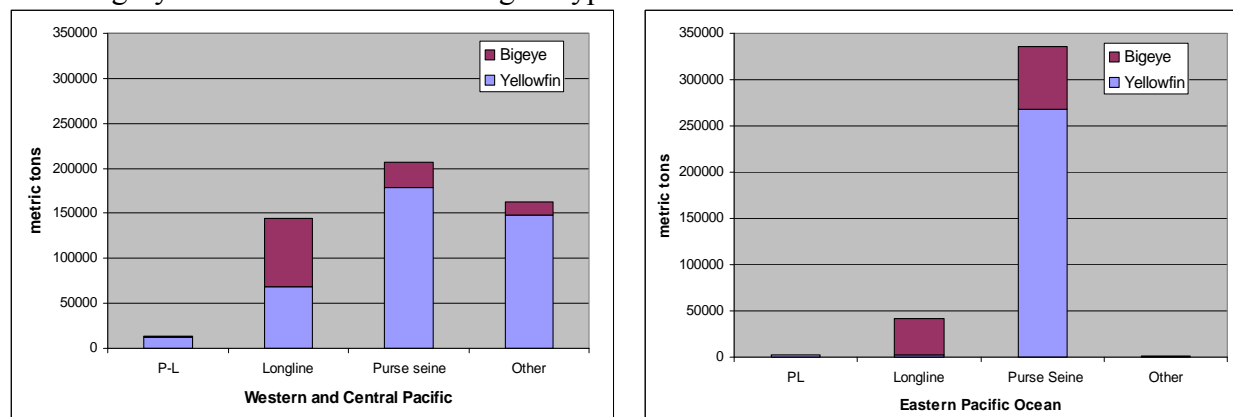 350000
300000
250000
200000
150000
100000
50000
0
metric tons
Bigeye
Yellowfin
P-L Longline Purse seine Other
Western and Central Pacific
350000
300000
250000
200000
150000
100000
50000
0
metric tons
Bigeye
Yellowfin
PL Longline Purse Seine Other
Eastern Pacific Ocean